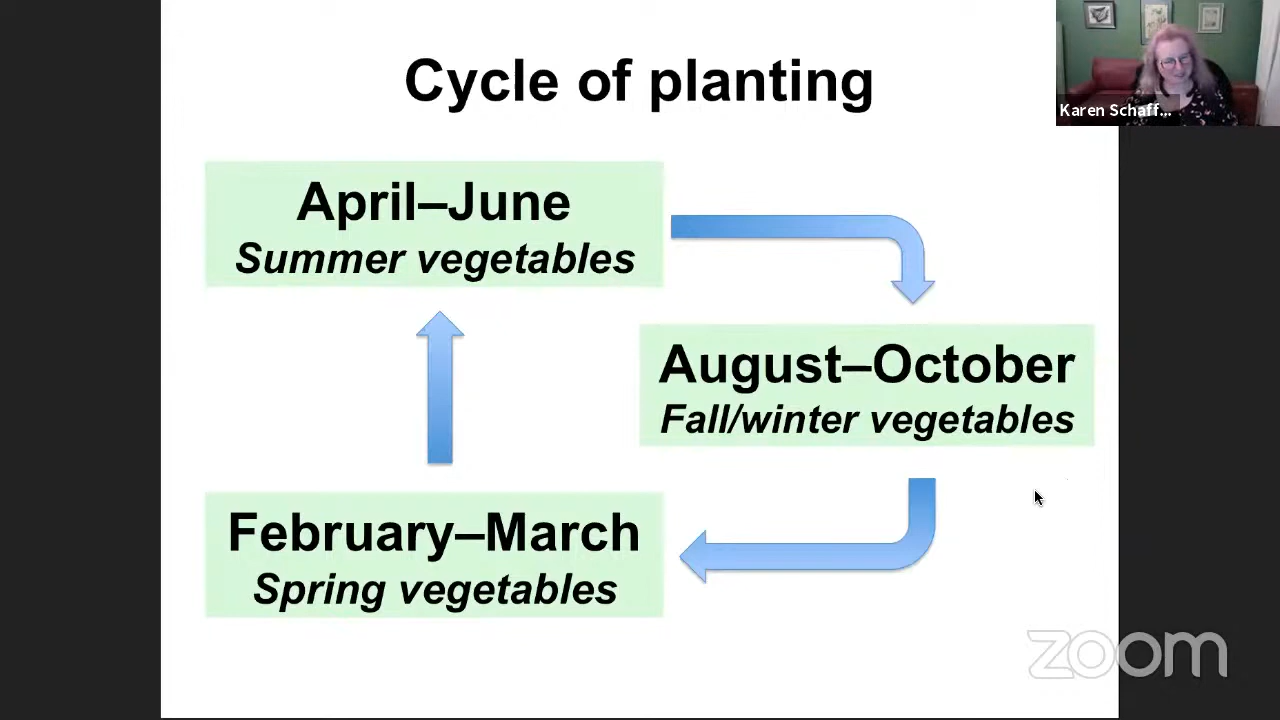 Cycle of planting
Karen Schaff...
April–June
Summer vegetables
August–October
Fall/winter vegetables
February–March
Spring vegetables
zoom